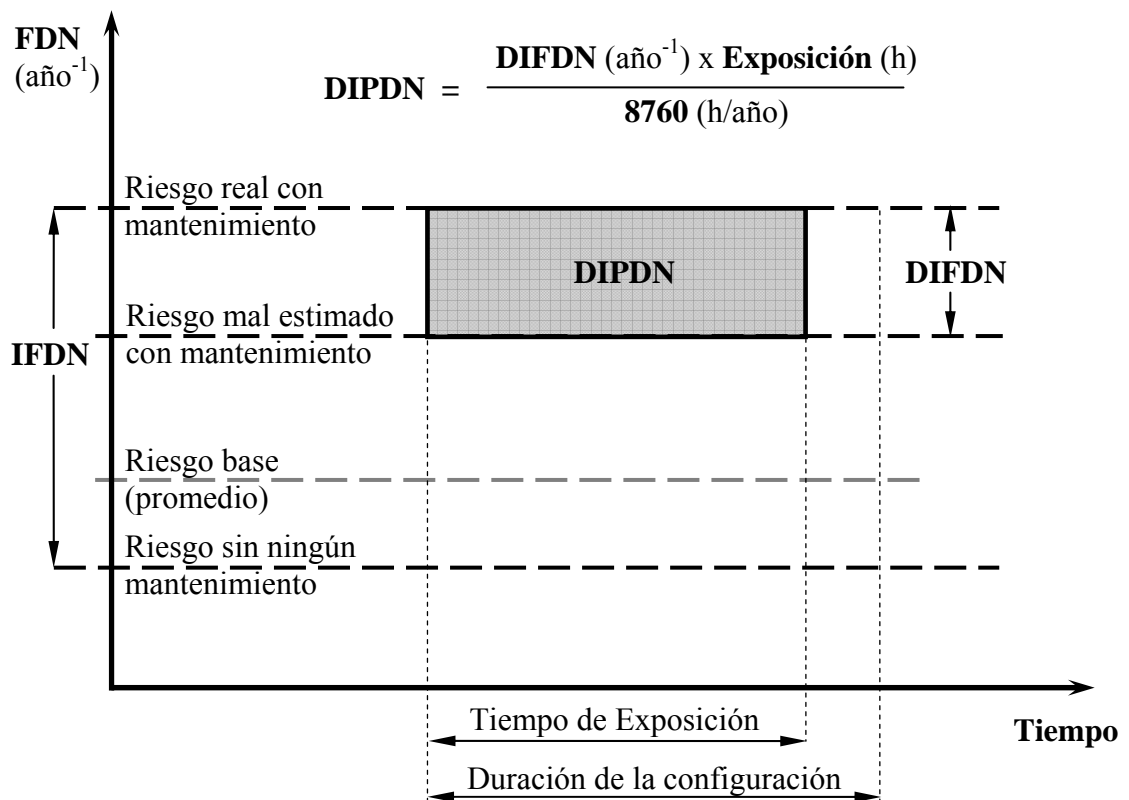 FDN
(año-1)
DIPDN = DIFDN (año-1) x Exposición (h)
8760 (h/año)
Riesgo real con
mantenimiento
DIPDN
DIFDN
Riesgo mal estimado
con mantenimiento
IFDN
Riesgo base
(promedio)
Riesgo sin ningún
mantenimiento
Tiempo de Exposición
Tiempo
Duración de la configuración